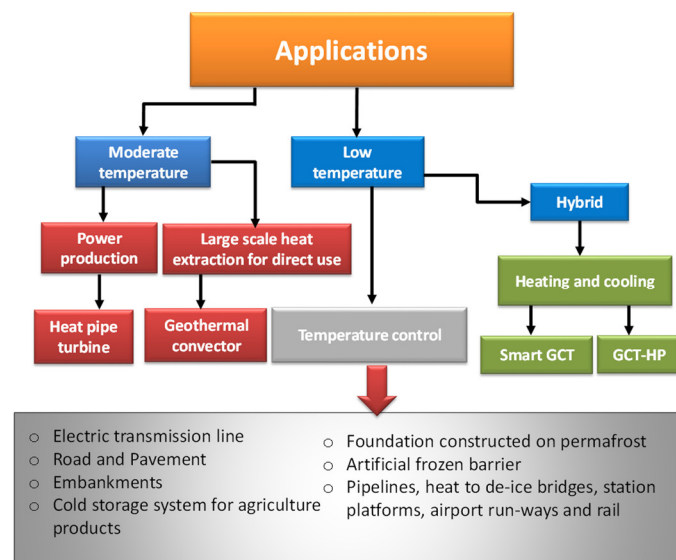 Applications
Moderate
temperature
Low
temperature
Hybrid
Power
production
Large scale heat
extraction for direct use
Heating and cooling
Heat pipe
turbine
Geothermal
convector
Temperature control
Smart GCT
GCT-HP
o Electric transmission line
o Road and Pavement
o Embankments
o Cold storage system for agriculture
products
o Foundation constructed on permafrost
o Artificial frozen barrier
o Pipelines, heat to de-ice bridges, station
platforms, airport run-ways and rail